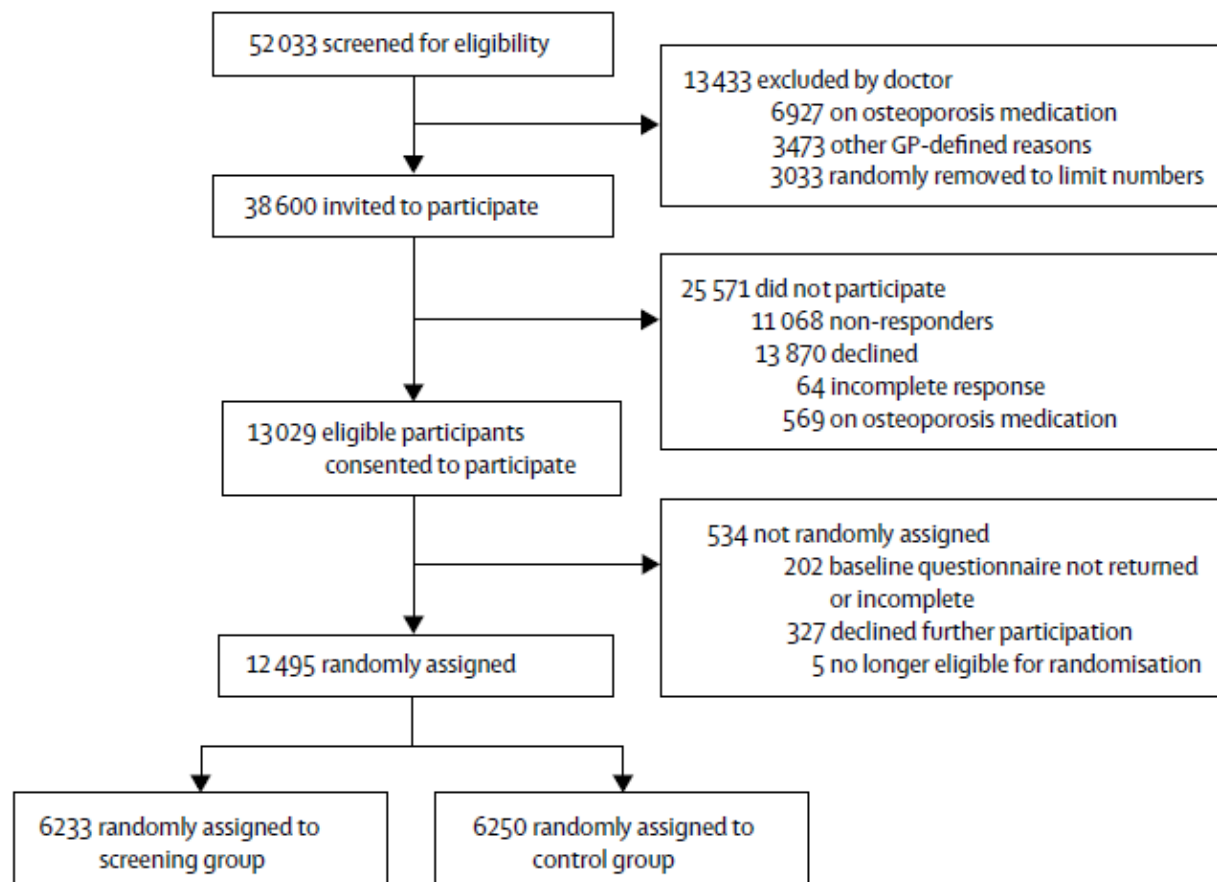 52 033 screened for eligibility
13 433 excluded by doctor
6927 on osteoporosis medication
3473 other GP-defined reasons
3033 randomly removed to limit numbers
38 600 invited to participate
25 571 did not participate
11 068 non-responders
13 870 declined
64 incomplete response
569 on osteoporosis medication
13 029 eligible participants
consented to participate
534 not randomly assigned
202 baseline questionnaire not returned
or incomplete
327 declined further participation
5 no longer eligible for randomisation
12 495 randomly assigned
6233 randomly assigned to
screening group
6250 randomly assigned to
control group